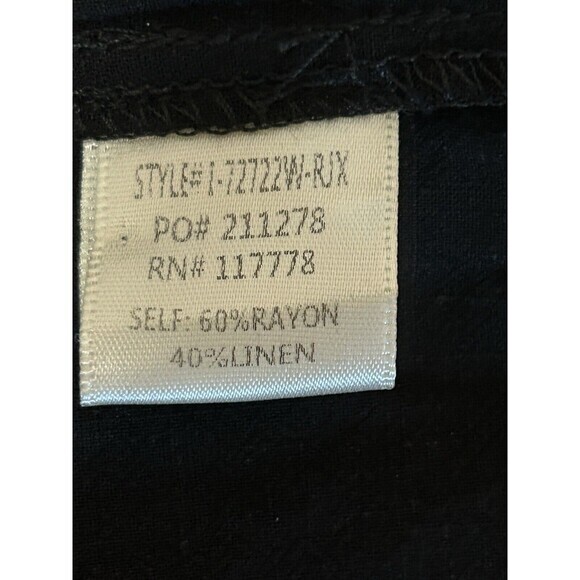 STYLE# I-72722W-RJX
PO# 211278
RN# 117778
SELF: 60%RAYON
40%LINEN